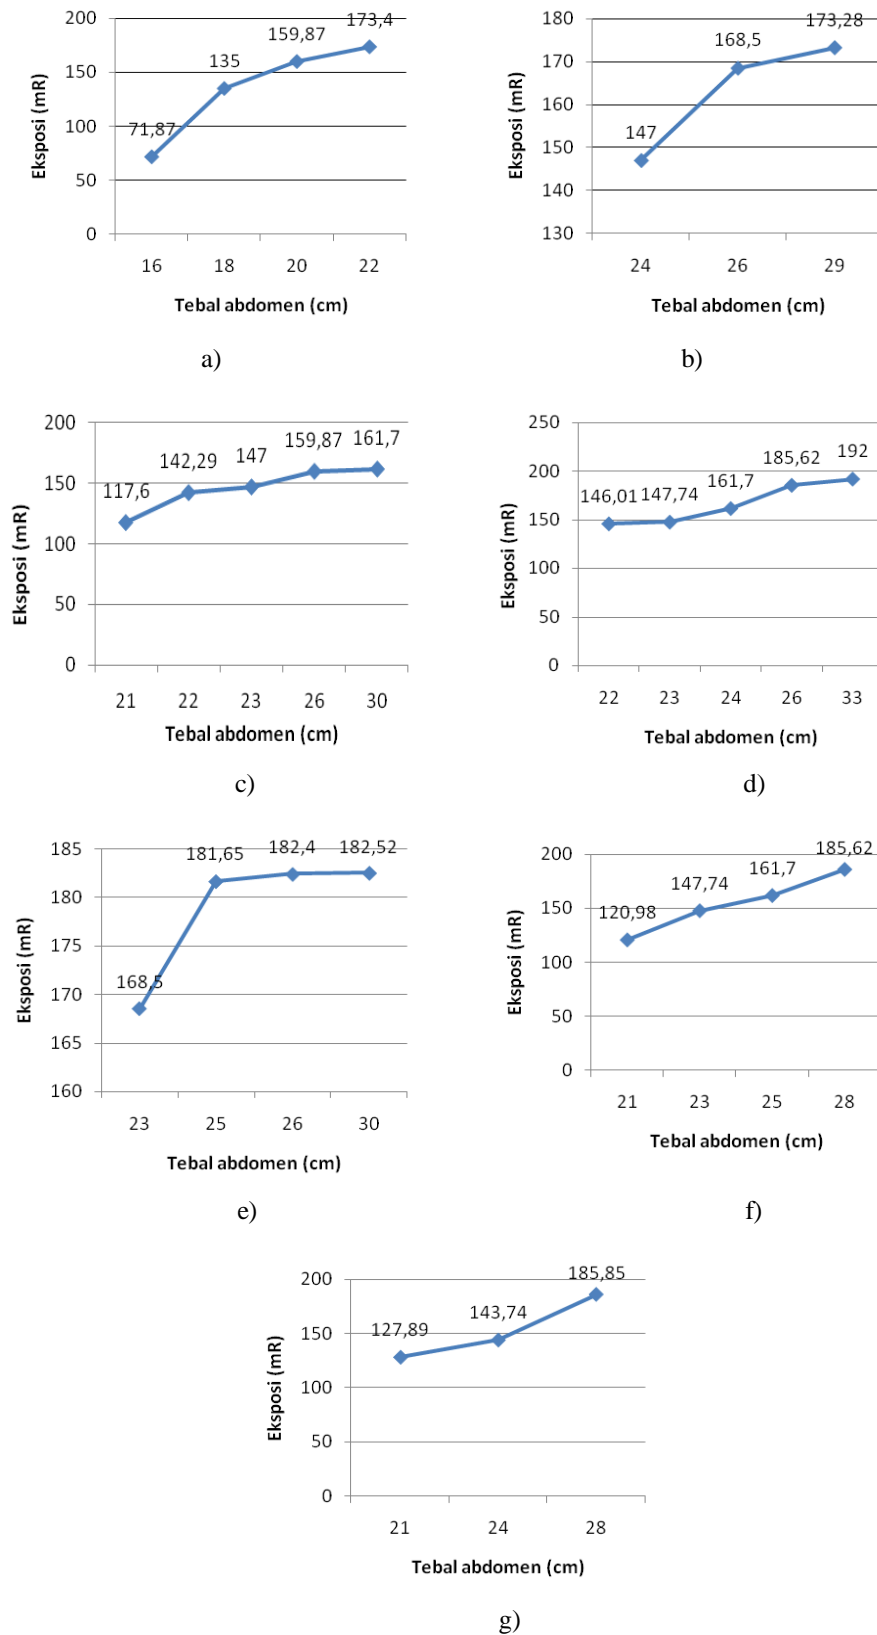 200
150
100
50
0
71,87
135
159,87
173,4
16 18 20 22
Eksposi (mR)
Tebal abdomen (cm)
a)
180
170
160
150
140
130
147
168,5
173,28
24 26 29
Eksposi (mR)
Tebal abdomen (cm)
b)
200
150
100
50
0
117,6
142,29
147
159,87
161,7
21 22 23 26 30
Eksposi (mR)
Tebal abdomen (cm)
c)
250
200
150
100
50
0
146,01
147,74
161,7
185,62
192
22 23 24 26 33
Eksposi (mR)
Tebal abdomen (cm)
d)
185
180
175
170
165
160
168,5
181,65
182,4
182,52
23 25 26 30
Eksposi (mR)
Tebal abdomen (cm)
e)
200
150
100
50
0
120,98
147,74
161,7
185,62
21 23 25 28
Eksposi (mR)
Tebal abdomen (cm)
f)
200
150
100
50
0
127,89
143,74
185,85
21 24 28
Eksposi (mR)
Tebal abdomen (cm)
g)